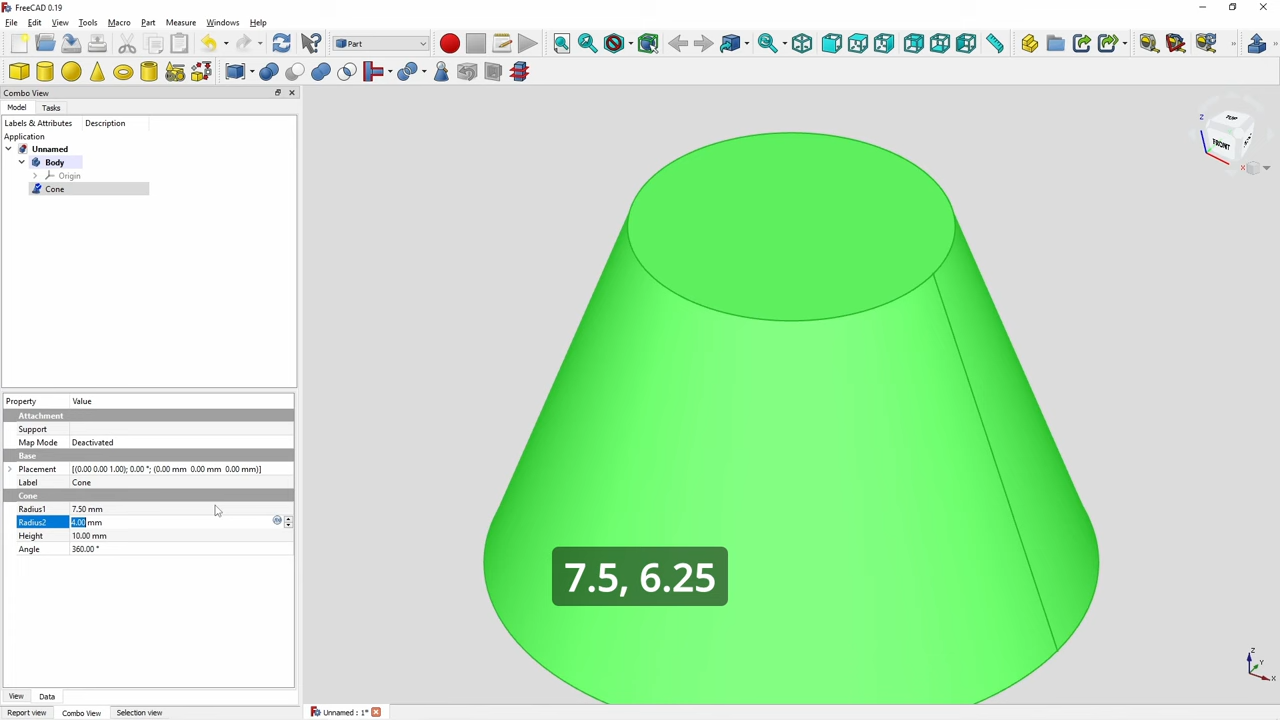 FreeCAD 0.19
File Edit View Tools Macro Part Measure Windows Help
Part
Combo View
Model Tasks
Labels & Attributes Description
Application
Unnamed
Body
Origin
Cone
Property Value
Attachment
Support
Map Mode Deactivated
Base
Placement [(0.00 0.00 1.00); 0.00 °; (0.00 mm 0.00 mm 0.00 mm)]
Label Cone
Cone
Radius1 7.50 mm
Radius2 4.00 mm
Height 10.00 mm
Angle 360.00 °
View Data
Report view Combo View Selection view
Unnamed : 1*
7.5, 6.25
TOP
FRONT
Z
X
Z
Y
X